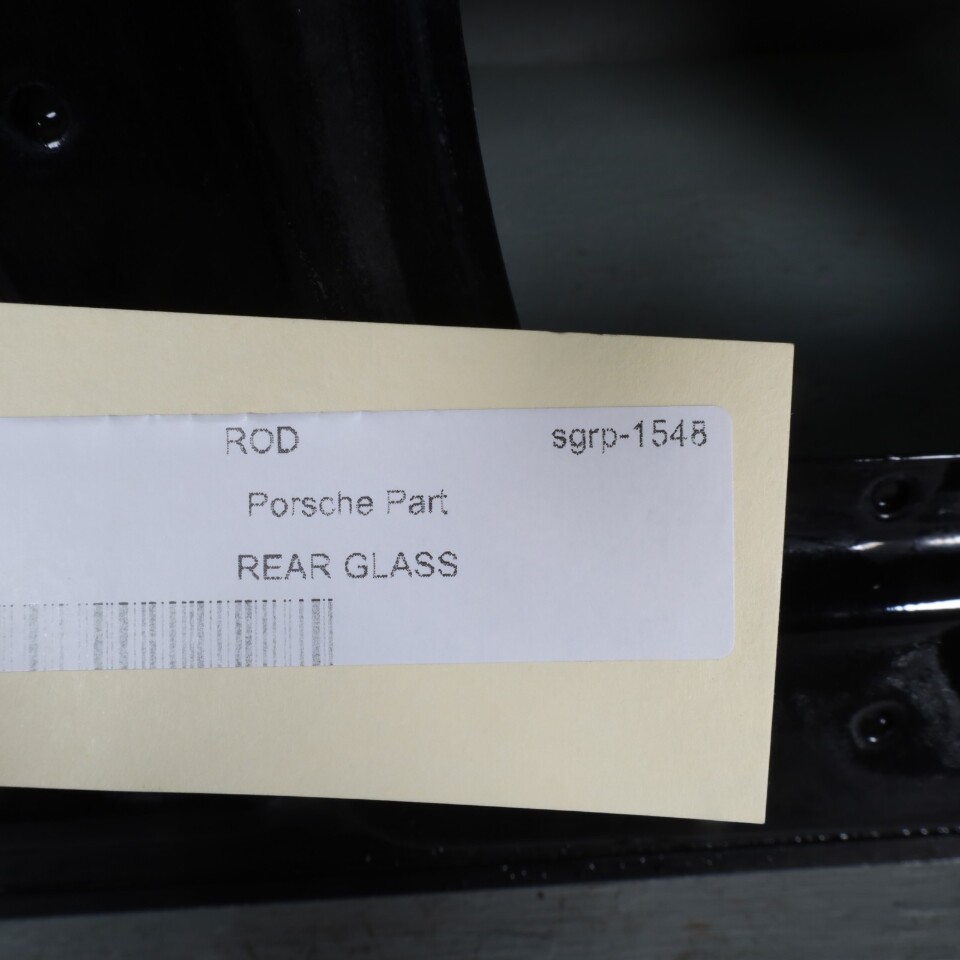 ROD sgrp-1548
Porsche Part
REAR GLASS